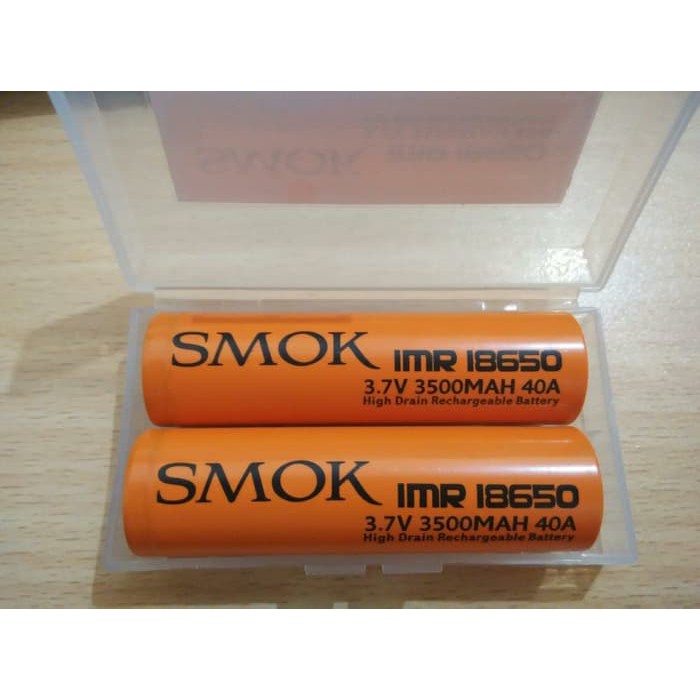 SMOK IMR 18650
3.7V 3500MAH 40A
High Drain Rechargeable Battery
SMOK IMR 18650
3.7V 3500MAH 40A
High Drain Rechargeable Battery